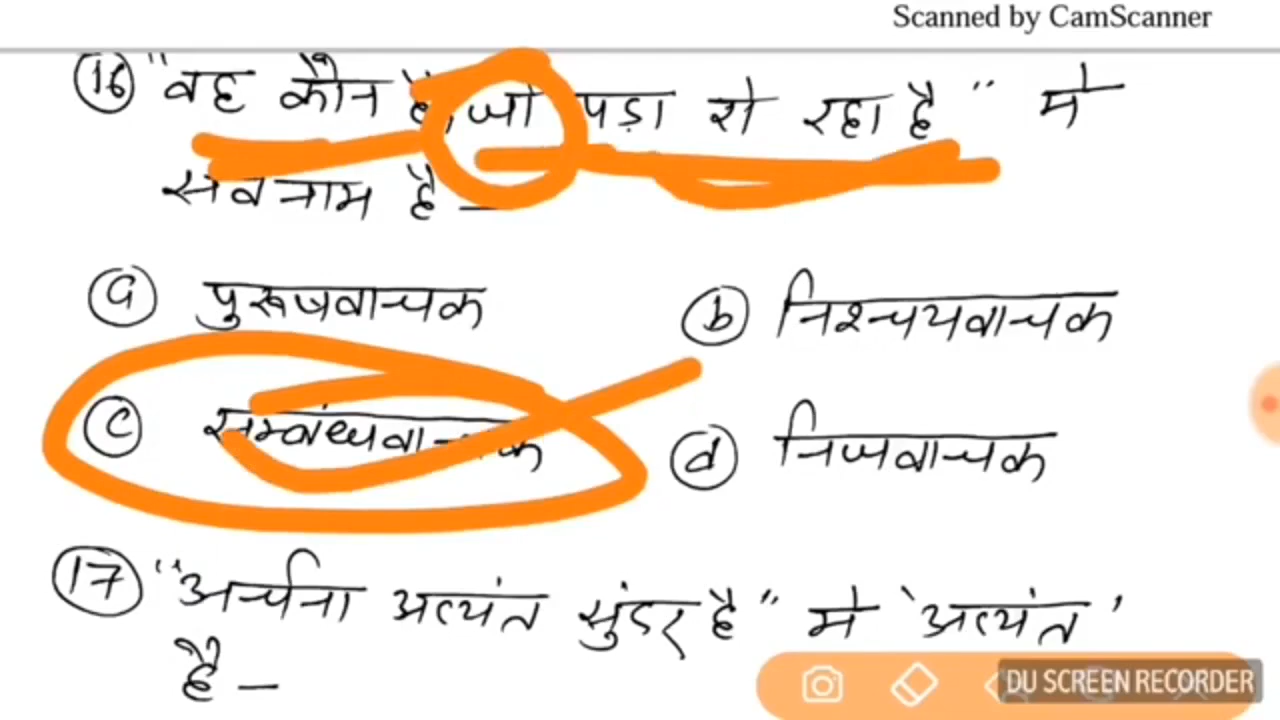 Scanned by CamScanner
16 "वह कौन है, जो पड़ा रो रहा है" मे
सर्वनाम है -
a पुरूषवाचक
b निश्चयवाचक
c सम्बंधवाचक
d निजवाचक
17 "अर्चना अत्यंत सुंदर है" मे 'अत्यंत'
है -
DU SCREEN RECORDER